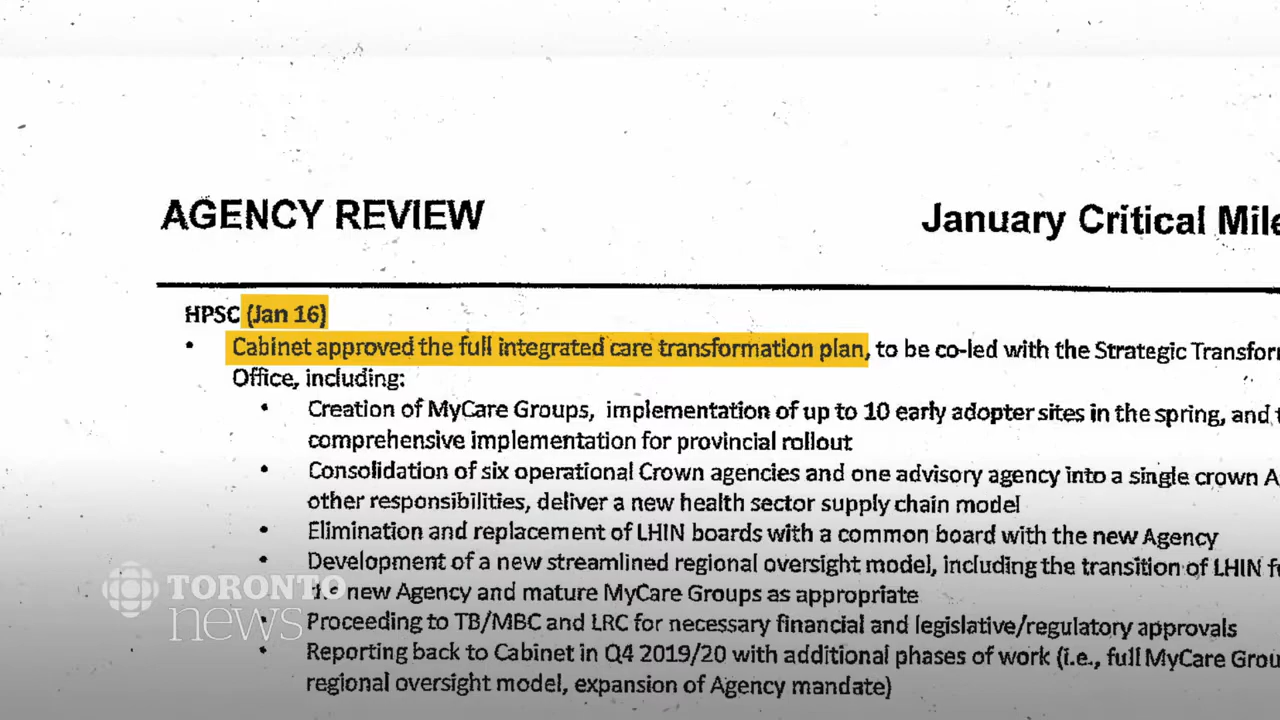 AGENCY REVIEW
January Critical
HPSC (Jan 16)
• Cabinet approved the full integrated care transformation plan, to be co-led with the Strategic
Office, including:
• Creation of MyCare Groups, implementation of up to 10 early adopter sites in the spring, and
comprehensive implementation for provincial rollout
• Consolidation of six operational Crown agencies and one advisory agency into a single crown
other responsibilities, deliver a new health sector supply chain model
• Elimination and replacement of LHIN boards with a common board with the new Agency
• Development of a new streamlined regional oversight model, including the transition of LHIN
new Agency and mature MyCare Groups as appropriate
• Proceeding to TB/MBC and LRC for necessary financial and legislative/regulatory approvals
• Reporting back to Cabinet in Q4 2019/20 with additional phases of work (i.e., full MyCare
regional oversight model, expansion of Agency mandate)
TORONTO
news